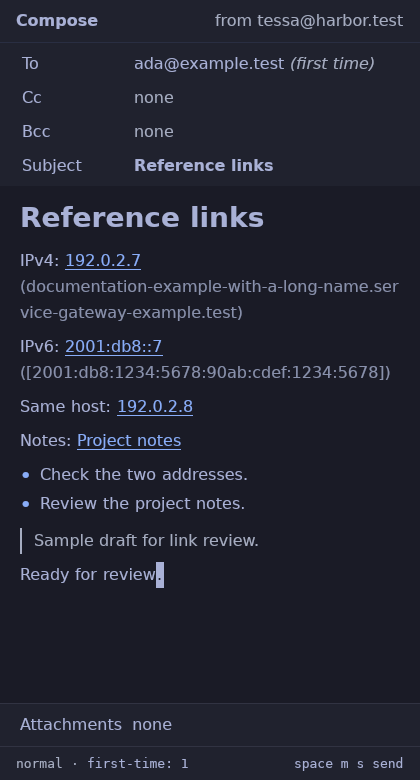 Compose from tessa@harbor.test
To ada@example.test (first time)
Cc none
Bcc none
Subject Reference links
Reference links
IPv4: 192.0.2.7
(documentation-example-with-a-long-name.ser
vice-gateway-example.test)
IPv6: 2001:db8::7
([2001:db8:1234:5678:90ab:cdef:1234:5678])
Same host: 192.0.2.8
Notes: Project notes
• Check the two addresses.
• Review the project notes.
Sample draft for link review.
Ready for review.
Attachments none
normal · first-time: 1 space m s send